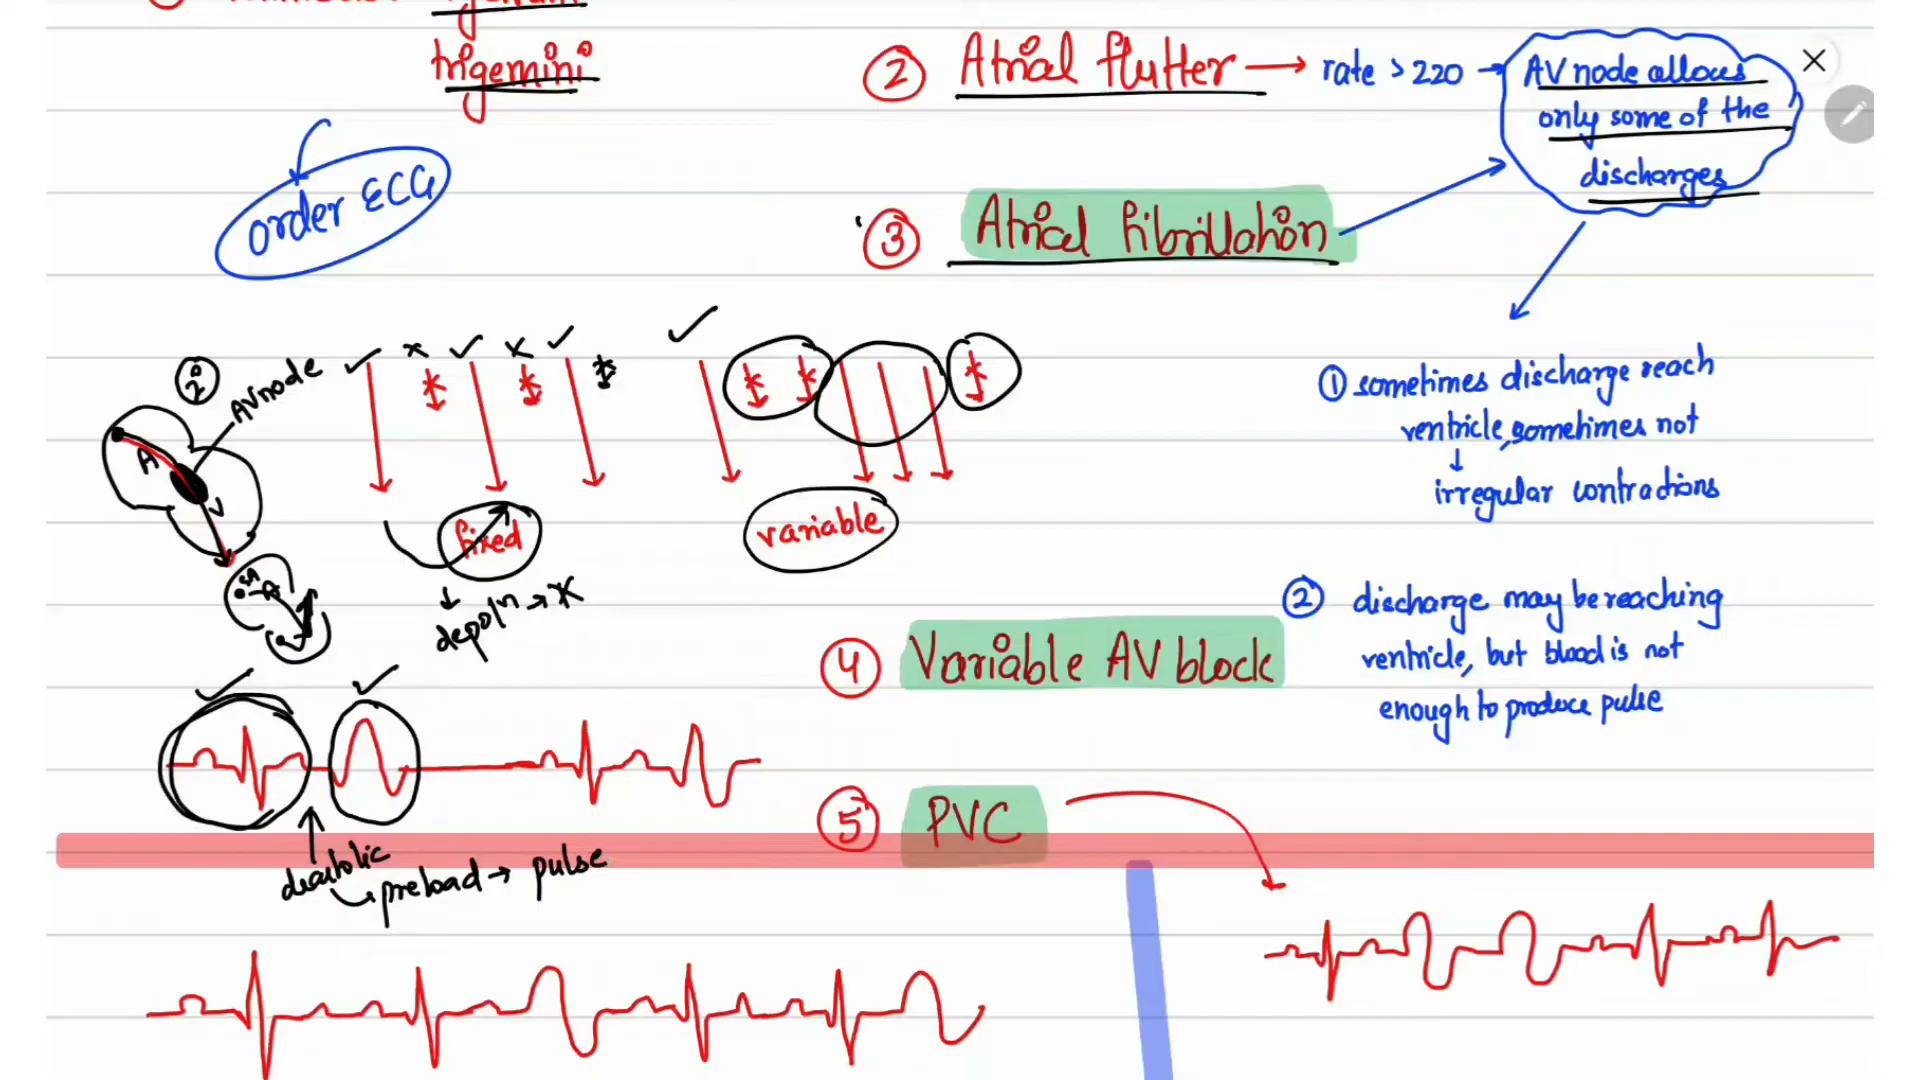 trigemini
order ECG
② Atrial flutter → rate > 220 → AV node allows
only some of the
discharges
③ Atrial fibrillation
AV node
A
V
fixed
depolⁿ → x
variable
SA
A
① sometimes discharge reach
ventricle, sometimes not
↓
irregular contractions
② discharge may be reaching
ventricle, but blood is not
enough to produce pulse
④ Variable AV block
⑤ PVC
preload → pulse